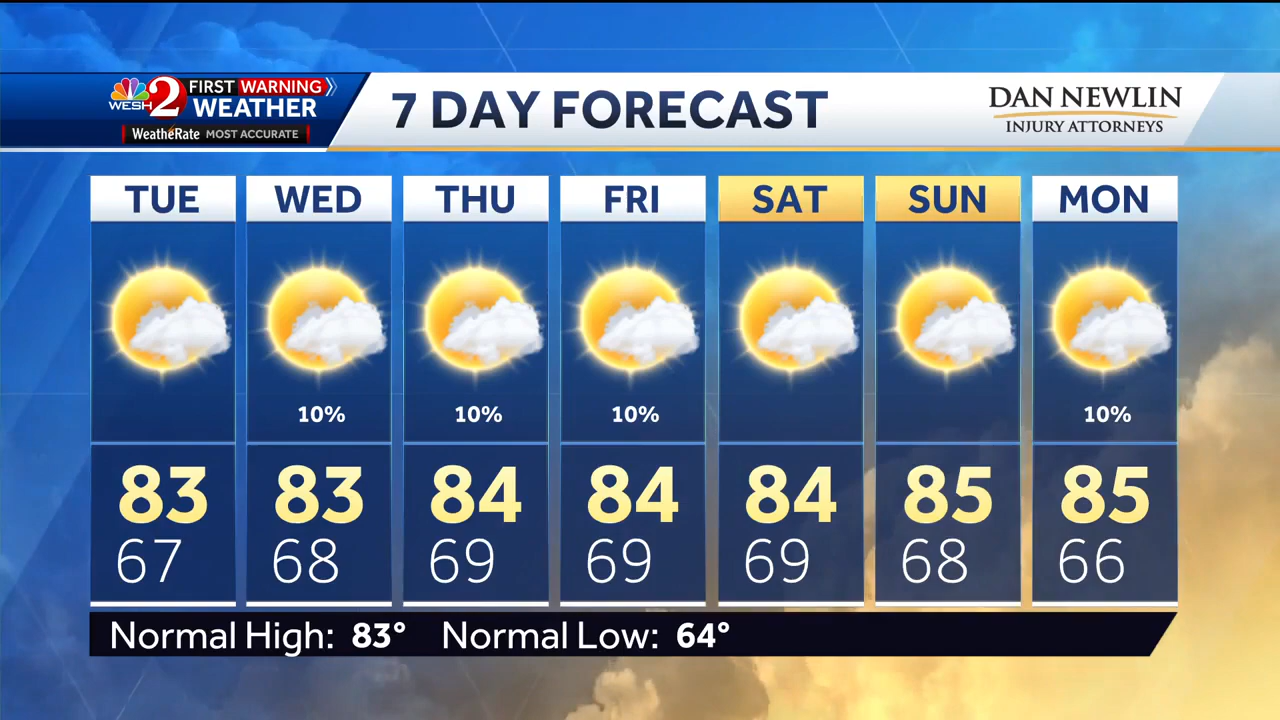 WESH 2 FIRST WARNING
WEATHER
WeatheRate MOST ACCURATE
7 DAY FORECAST
DAN NEWLIN
INJURY ATTORNEYS
TUE WED THU FRI SAT SUN MON
10% 10% 10% 10%
83 83 84 84 84 85 85
67 68 69 69 69 68 66
Normal High: 83° Normal Low: 64°